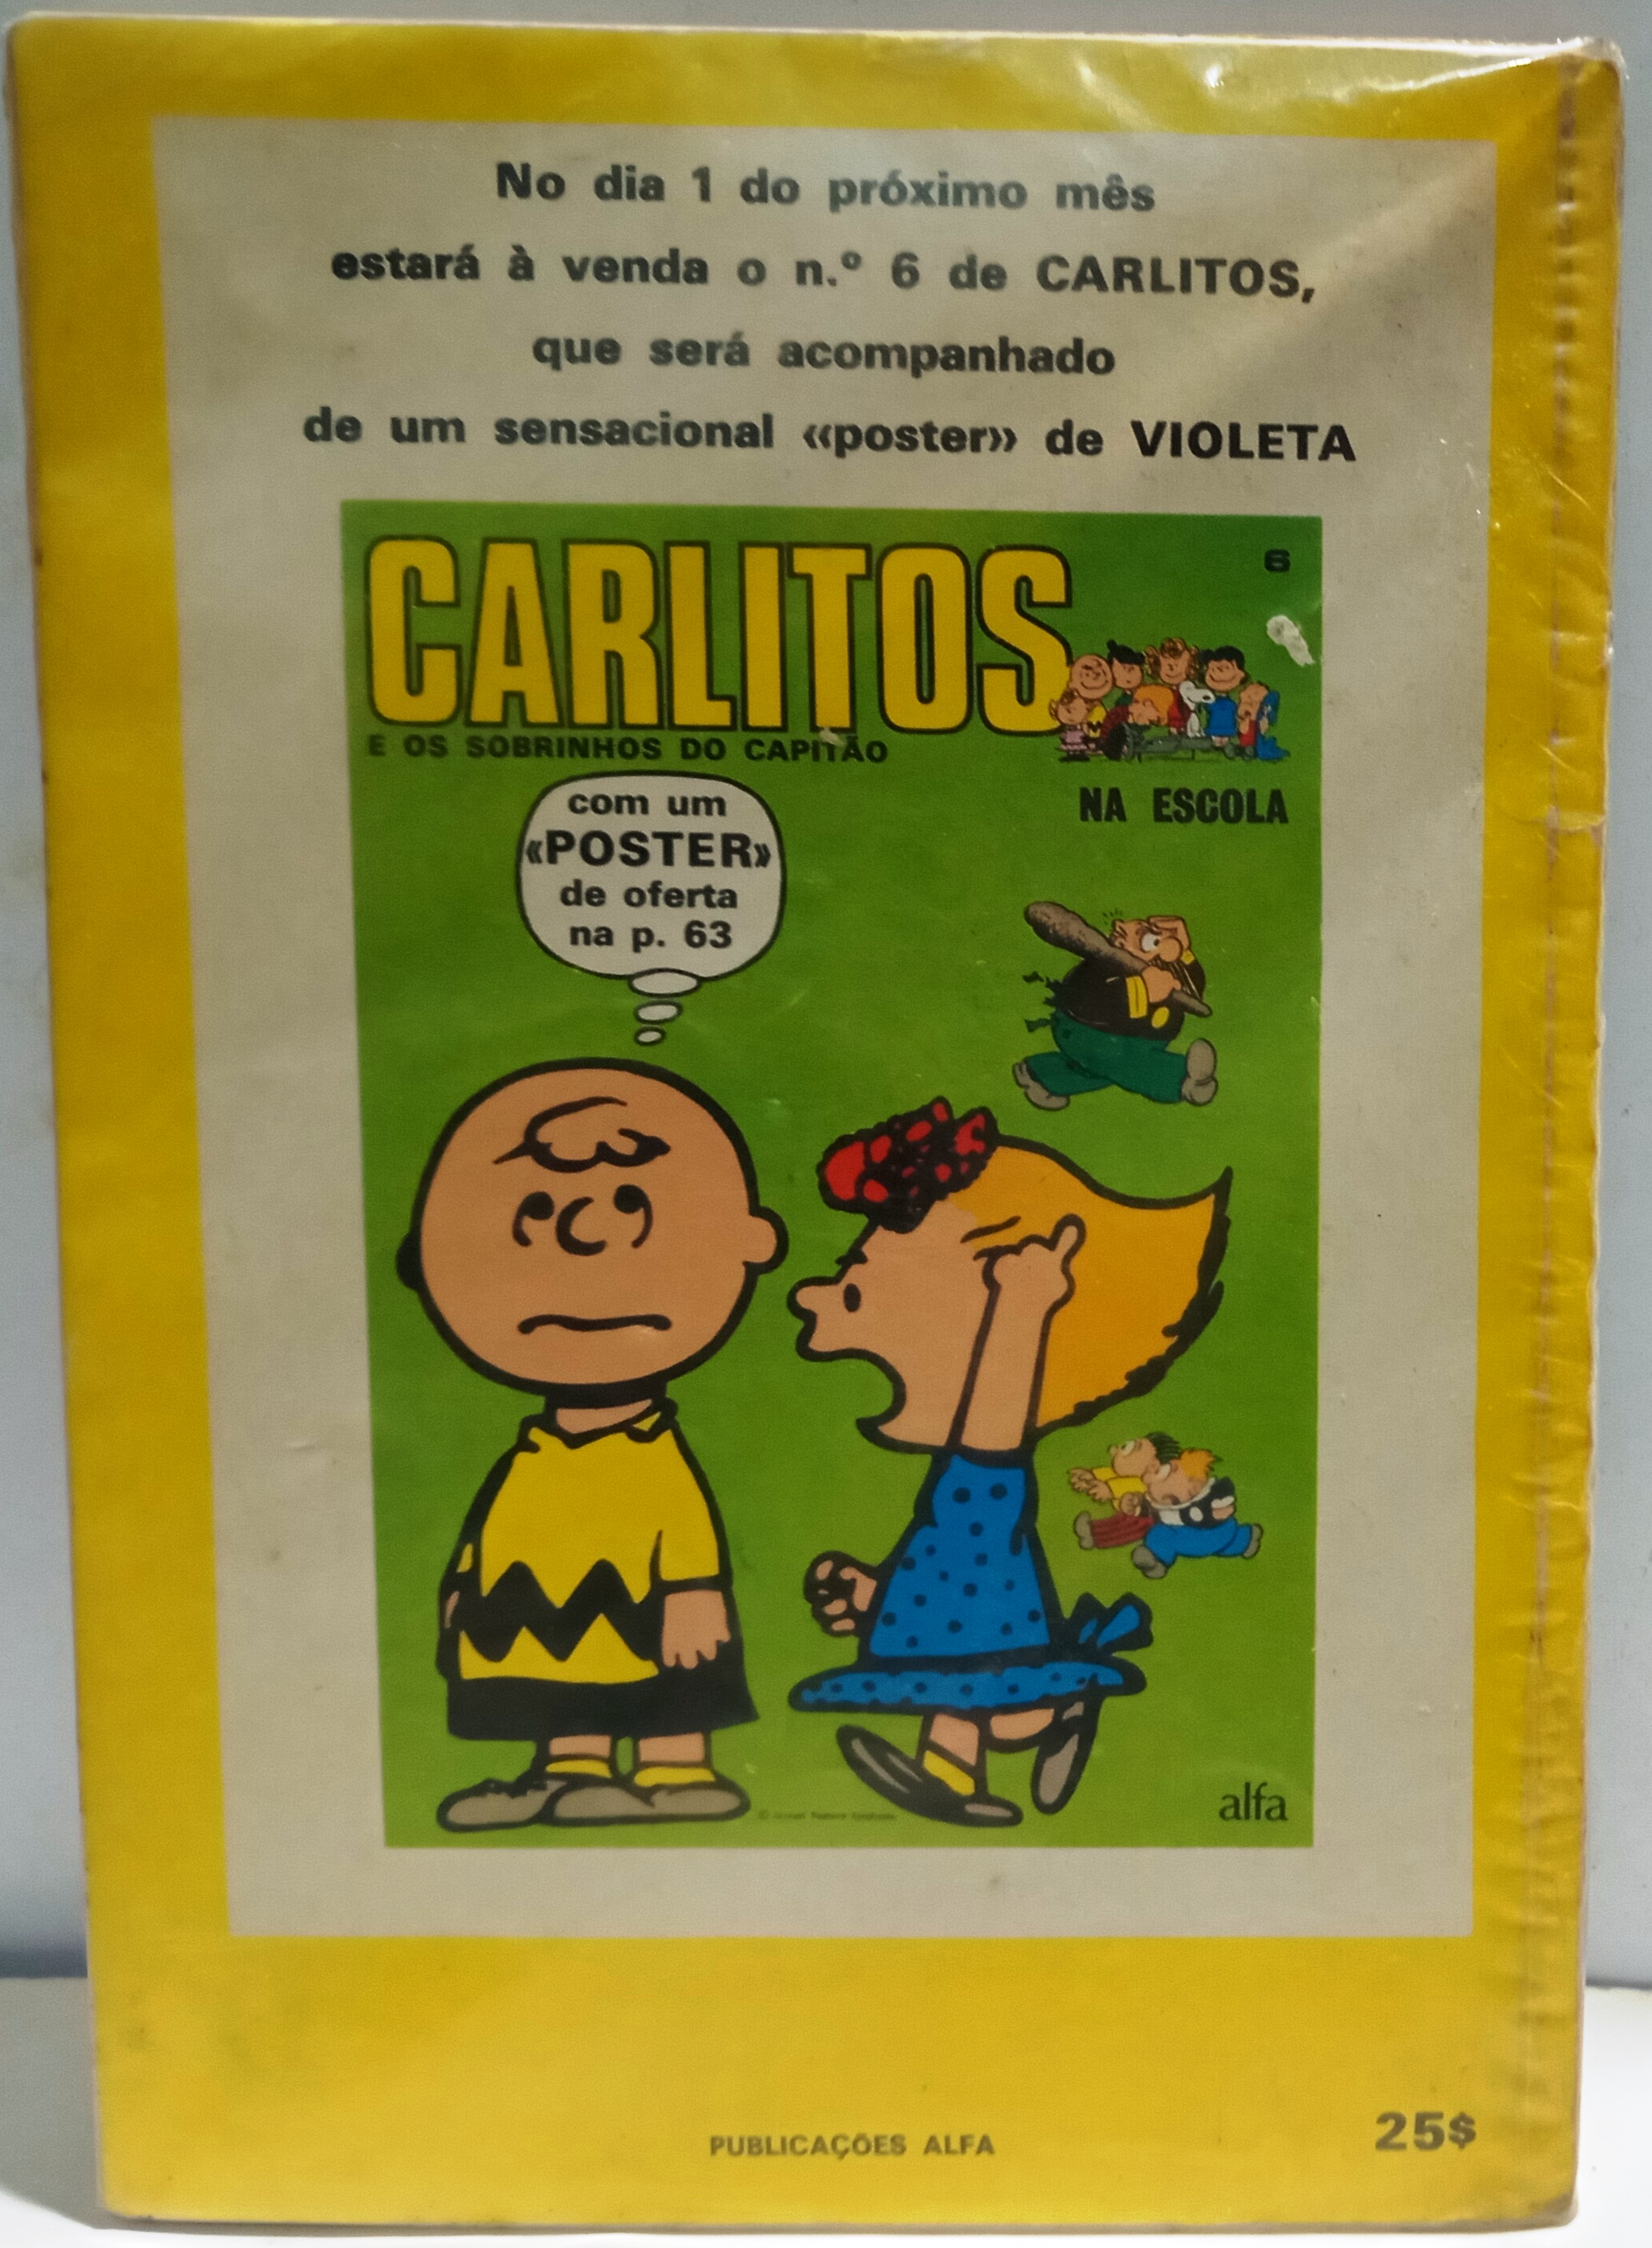 No dia 1 do próximo mês
estará à venda o n.º 6 de CARLITOS,
que será acompanhado
de um sensacional «poster» de VIOLETA
CARLITOS
6
E OS SOBRINHOS DO CAPITÃO
NA ESCOLA
com um
«POSTER»
de oferta
na p. 63
alfa
PUBLICAÇÕES ALFA
25$